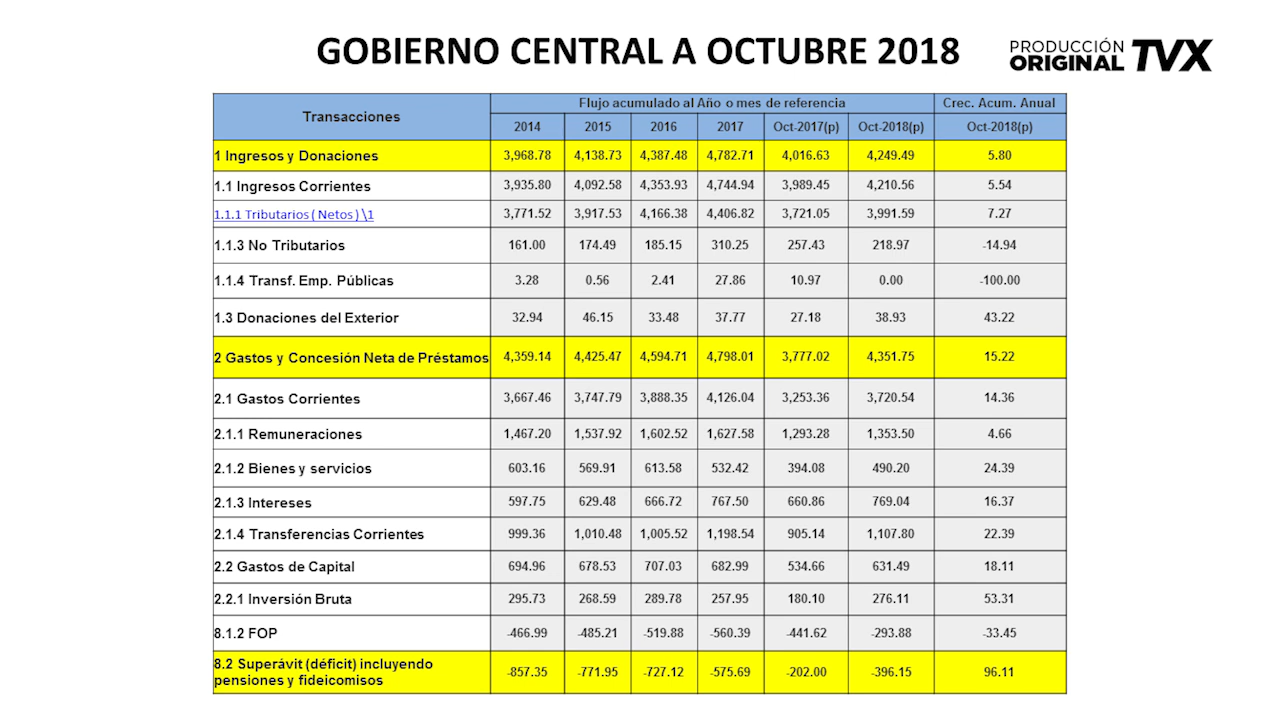 GOBIERNO CENTRAL A OCTUBRE 2018
PRODUCCIÓN
ORIGINAL TVX
Transacciones Flujo acumulado al Año o mes de referencia Crec. Acum. Anual
2014 2015 2016 2017 Oct-2017(p) Oct-2018(p) Oct-2018(p)
1 Ingresos y Donaciones 3,968.78 4,138.73 4,387.48 4,782.71 4,016.63 4,249.49 5.80
1.1 Ingresos Corrientes 3,935.80 4,092.58 4,353.93 4,744.94 3,989.45 4,210.56 5.54
1.1.1 Tributarios ( Netos ) \1 3,771.52 3,917.53 4,166.38 4,406.82 3,721.05 3,991.59 7.27
1.1.3 No Tributarios 161.00 174.49 185.15 310.25 257.43 218.97 -14.94
1.1.4 Transf. Emp. Públicas 3.28 0.56 2.41 27.86 10.97 0.00 -100.00
1.3 Donaciones del Exterior 32.94 46.15 33.48 37.77 27.18 38.93 43.22
2 Gastos y Concesión Neta de Préstamos 4,359.14 4,425.47 4,594.71 4,798.01 3,777.02 4,351.75 15.22
2.1 Gastos Corrientes 3,667.46 3,747.79 3,888.35 4,126.04 3,253.36 3,720.54 14.36
2.1.1 Remuneraciones 1,467.20 1,537.92 1,602.52 1,627.58 1,293.28 1,353.50 4.66
2.1.2 Bienes y servicios 603.16 569.91 613.58 532.42 394.08 490.20 24.39
2.1.3 Intereses 597.75 629.48 666.72 767.50 660.86 769.04 16.37
2.1.4 Transferencias Corrientes 999.36 1,010.48 1,005.52 1,198.54 905.14 1,107.80 22.39
2.2 Gastos de Capital 694.96 678.53 707.03 682.99 534.66 631.49 18.11
2.2.1 Inversión Bruta 295.73 268.59 289.78 257.95 180.10 276.11 53.31
8.1.2 FOP -466.99 -485.21 -519.88 -560.39 -441.62 -293.88 -33.45
8.2 Superávit (déficit) incluyendo
pensiones y fideicomisos -857.35 -771.95 -727.12 -575.69 -202.00 -396.15 96.11